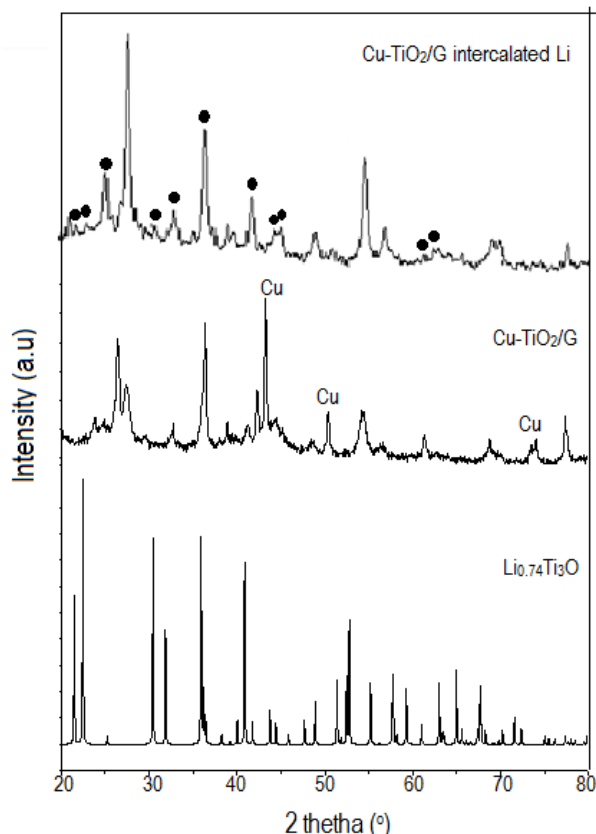 Cu-TiO₂/G intercalated Li
Cu
Cu-TiO₂/G
Cu
Cu
Li₀.₇₄Ti₃O
Intensity (a.u)
20 30 40 50 60 70 80
2 thetha (°)